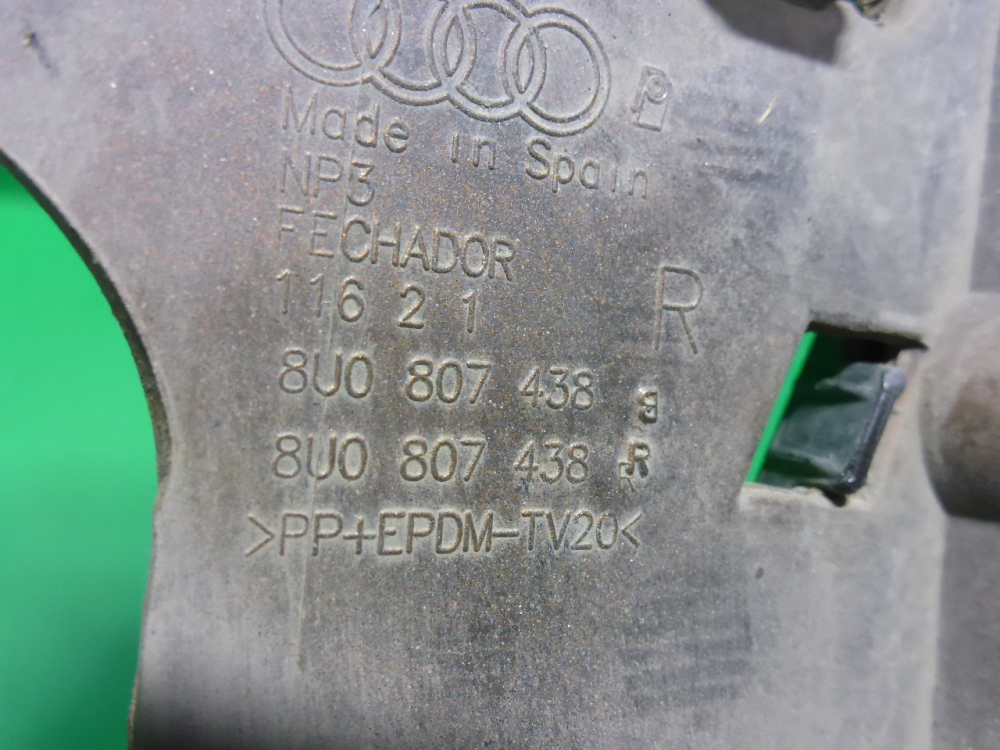 Made in Spain
NP3
FECHADOR
116 2 1
R
8U0 807 438 B
8U0 807 438 R
>PP+EPDM-TV20<